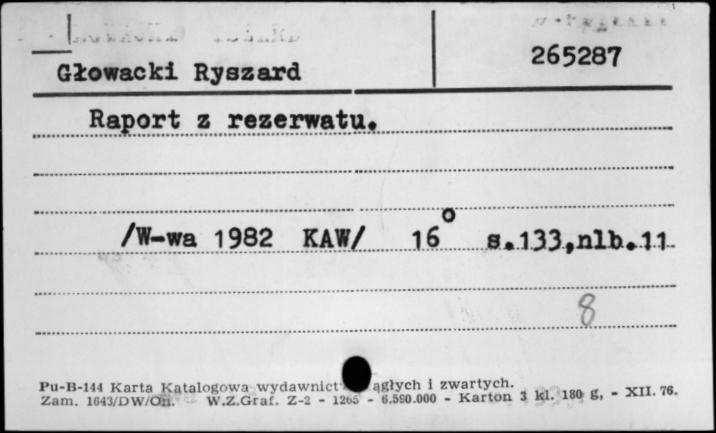 Głowacki Ryszard
265287
Raport z rezerwatu.
/W-wa 1982 KAW/ 16° s.133,nlb.11
8
Pu-B-144 Karta Katalogowa wydawnict ągłych i zwartych.
Zam. 1643/DW/On. W.Z.Graf. Z-2 - 1265 - 6.590.000 - Karton 3 kl. 180 g, - XII. 76.